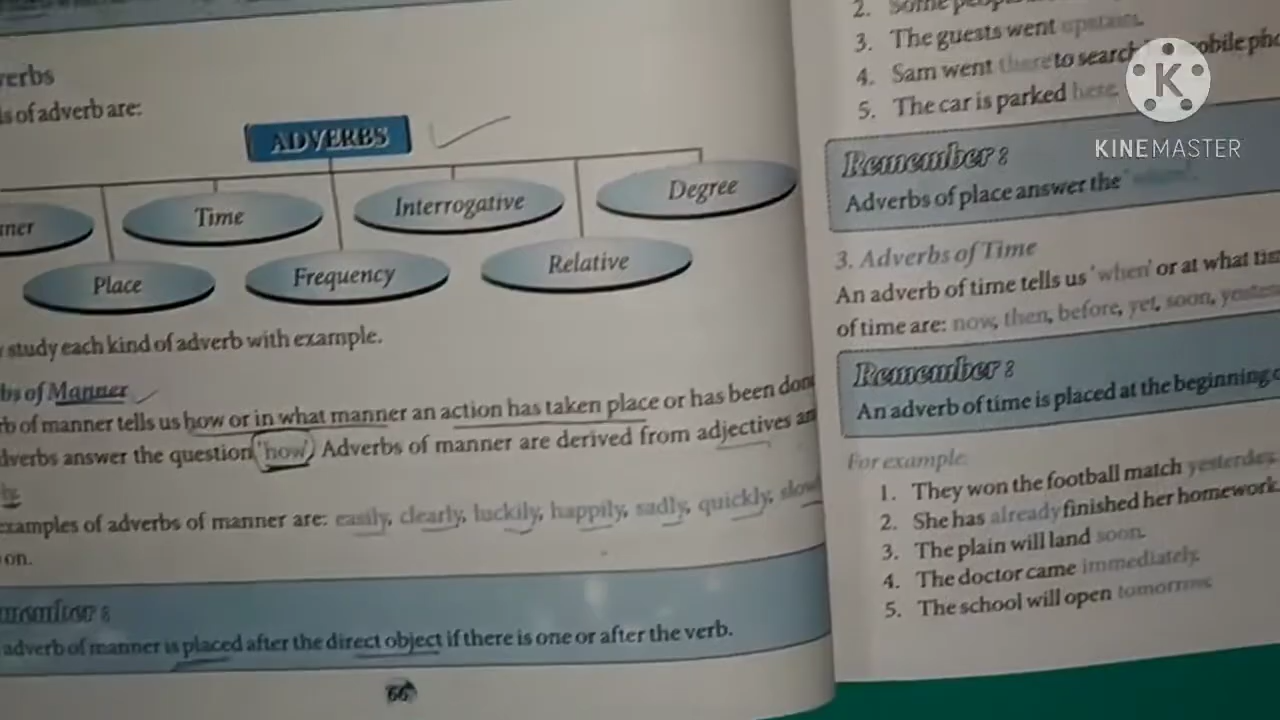 verbs
s of adverb are:
ADVERBS
ner
Time
Interrogative
Degree
Place
Frequency
Relative
study each kind of adverb with example.
bs of Manner
rb of manner tells us how or in what manner an action has taken place or has been don
dverbs answer the question 'how'. Adverbs of manner are derived from adjectives an
ly.
examples of adverbs of manner are: easily, clearly, luckily, happily, sadly, quickly, slow
on.
member :
adverb of manner is placed after the direct object if there is one or after the verb.
66
2. Some
3. The guests went upstairs.
4. Sam went there to search mobile pho
5. The car is parked here.
Remember :
Adverbs of place answer the
3. Adverbs of Time
An adverb of time tells us 'when' or at what tim
of time are: now, then, before, yet, soon, yester
Remember :
An adverb of time is placed at the beginning o
For example:
1. They won the football match yesterday.
2. She has already finished her homework.
3. The plain will land soon.
4. The doctor came immediately.
5. The school will open tomorrow.
K
KINEMASTER